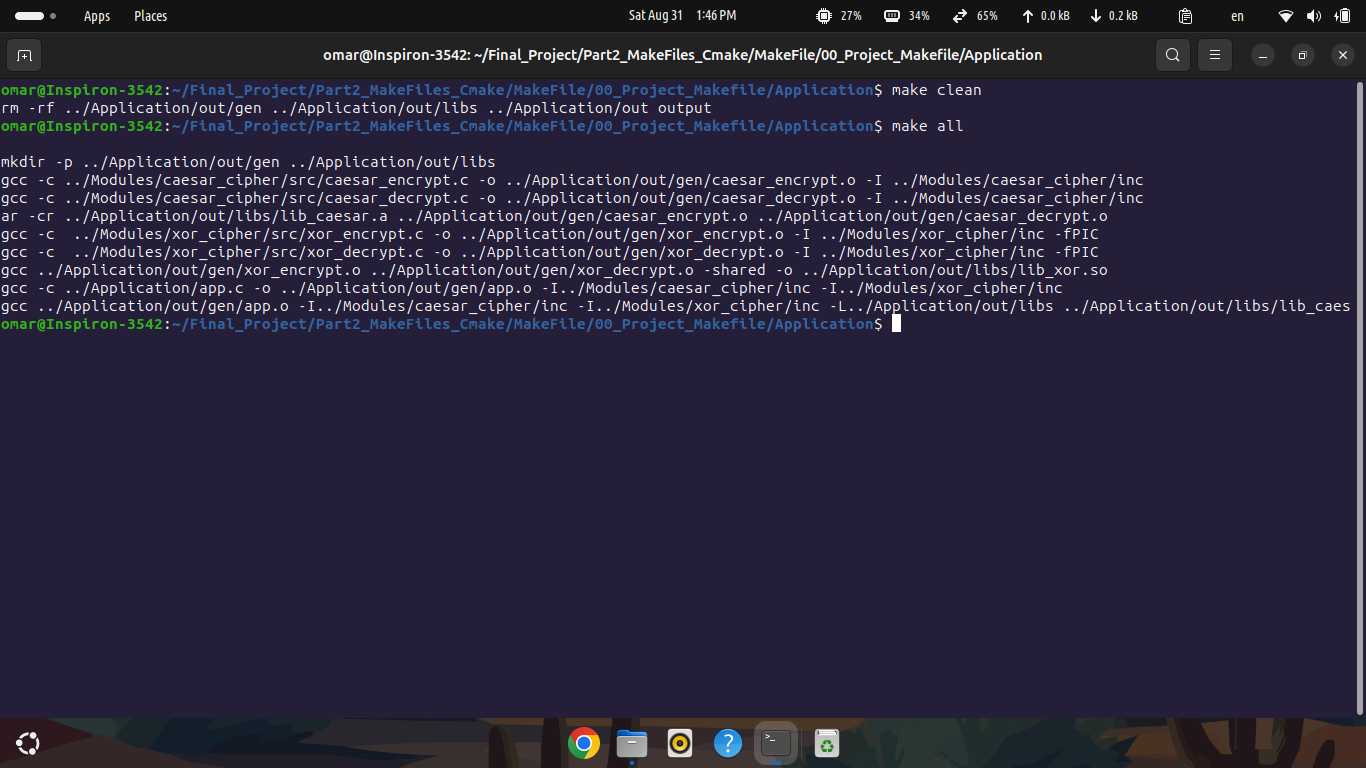 Apps Places Sat Aug 31 1:46 PM 27% 34% 65% 0.0 kB 0.2 kB en
omar@Inspiron-3542: ~/Final_Project/Part2_MakeFiles_Cmake/MakeFile/00_Project_Makefile/Application
omar@Inspiron-3542:~/Final_Project/Part2_MakeFiles_Cmake/MakeFile/00_Project_Makefile/Application$ make clean
rm -rf ../Application/out/gen ../Application/out/libs ../Application/out output
omar@Inspiron-3542:~/Final_Project/Part2_MakeFiles_Cmake/MakeFile/00_Project_Makefile/Application$ make all
mkdir -p ../Application/out/gen ../Application/out/libs
gcc -c ../Modules/caesar_cipher/src/caesar_encrypt.c -o ../Application/out/gen/caesar_encrypt.o -I ../Modules/caesar_cipher/inc
gcc -c ../Modules/caesar_cipher/src/caesar_decrypt.c -o ../Application/out/gen/caesar_decrypt.o -I ../Modules/caesar_cipher/inc
ar -cr ../Application/out/libs/lib_caesar.a ../Application/out/gen/caesar_encrypt.o ../Application/out/gen/caesar_decrypt.o
gcc -c  ../Modules/xor_cipher/src/xor_encrypt.c -o ../Application/out/gen/xor_encrypt.o -I ../Modules/xor_cipher/inc -fPIC
gcc -c  ../Modules/xor_cipher/src/xor_decrypt.c -o ../Application/out/gen/xor_decrypt.o -I ../Modules/xor_cipher/inc -fPIC
gcc ../Application/out/gen/xor_encrypt.o ../Application/out/gen/xor_decrypt.o -shared -o ../Application/out/libs/lib_xor.so
gcc -c ../Application/app.c -o ../Application/out/gen/app.o -I../Modules/caesar_cipher/inc -I../Modules/xor_cipher/inc
gcc ../Application/out/gen/app.o -I../Modules/caesar_cipher/inc -I../Modules/xor_cipher/inc -L../Application/out/libs ../Application/out/libs/lib_caes
omar@Inspiron-3542:~/Final_Project/Part2_MakeFiles_Cmake/MakeFile/00_Project_Makefile/Application$